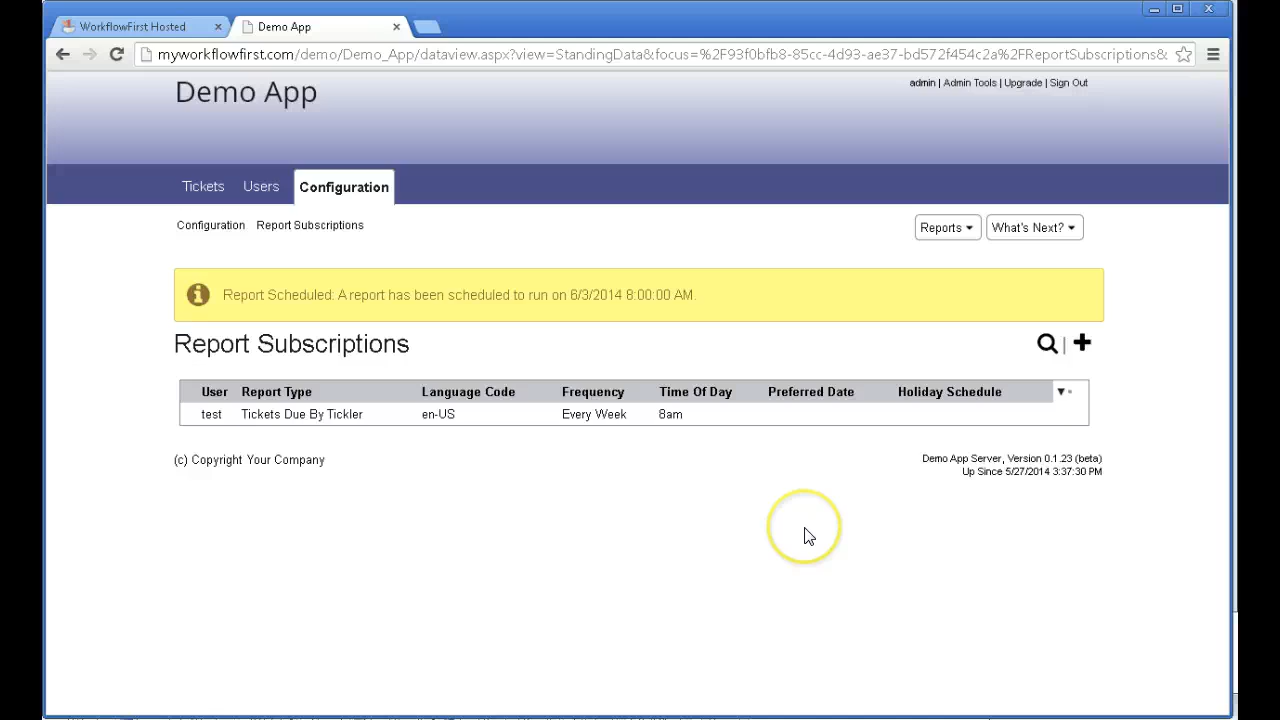 WorkflowFirst Hosted
Demo App
myworkflowfirst.com/demo/Demo_App/dataview.aspx?view=StandingData&focus=%2F93f0bfb8-85cc-4d93-ae37-bd572f454c2a%2FReportSubscriptions&
Demo App
admin | Admin Tools | Upgrade | Sign Out
Tickets Users Configuration
Configuration Report Subscriptions
Reports What's Next?
Report Scheduled: A report has been scheduled to run on 6/3/2014 8:00:00 AM.
Report Subscriptions
User Report Type Language Code Frequency Time Of Day Preferred Date Holiday Schedule
test Tickets Due By Tickler en-US Every Week 8am
(c) Copyright Your Company
Demo App Server, Version 0.1.23 (beta)
Up Since 5/27/2014 3:37:30 PM